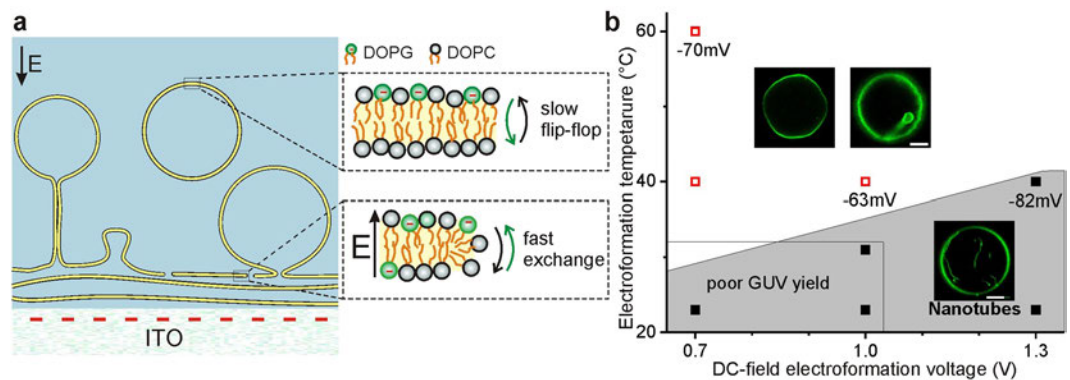 a
E
DOPG
DOPC
slow
flip-flop
E
fast
exchange
ITO
b
Electroformation tempetanure (°C)
60
40
20
-70mV
-63mV
-82mV
poor GUV yield
Nanotubes
0.7
1.0
1.3
DC-field electroformation voltage (V)